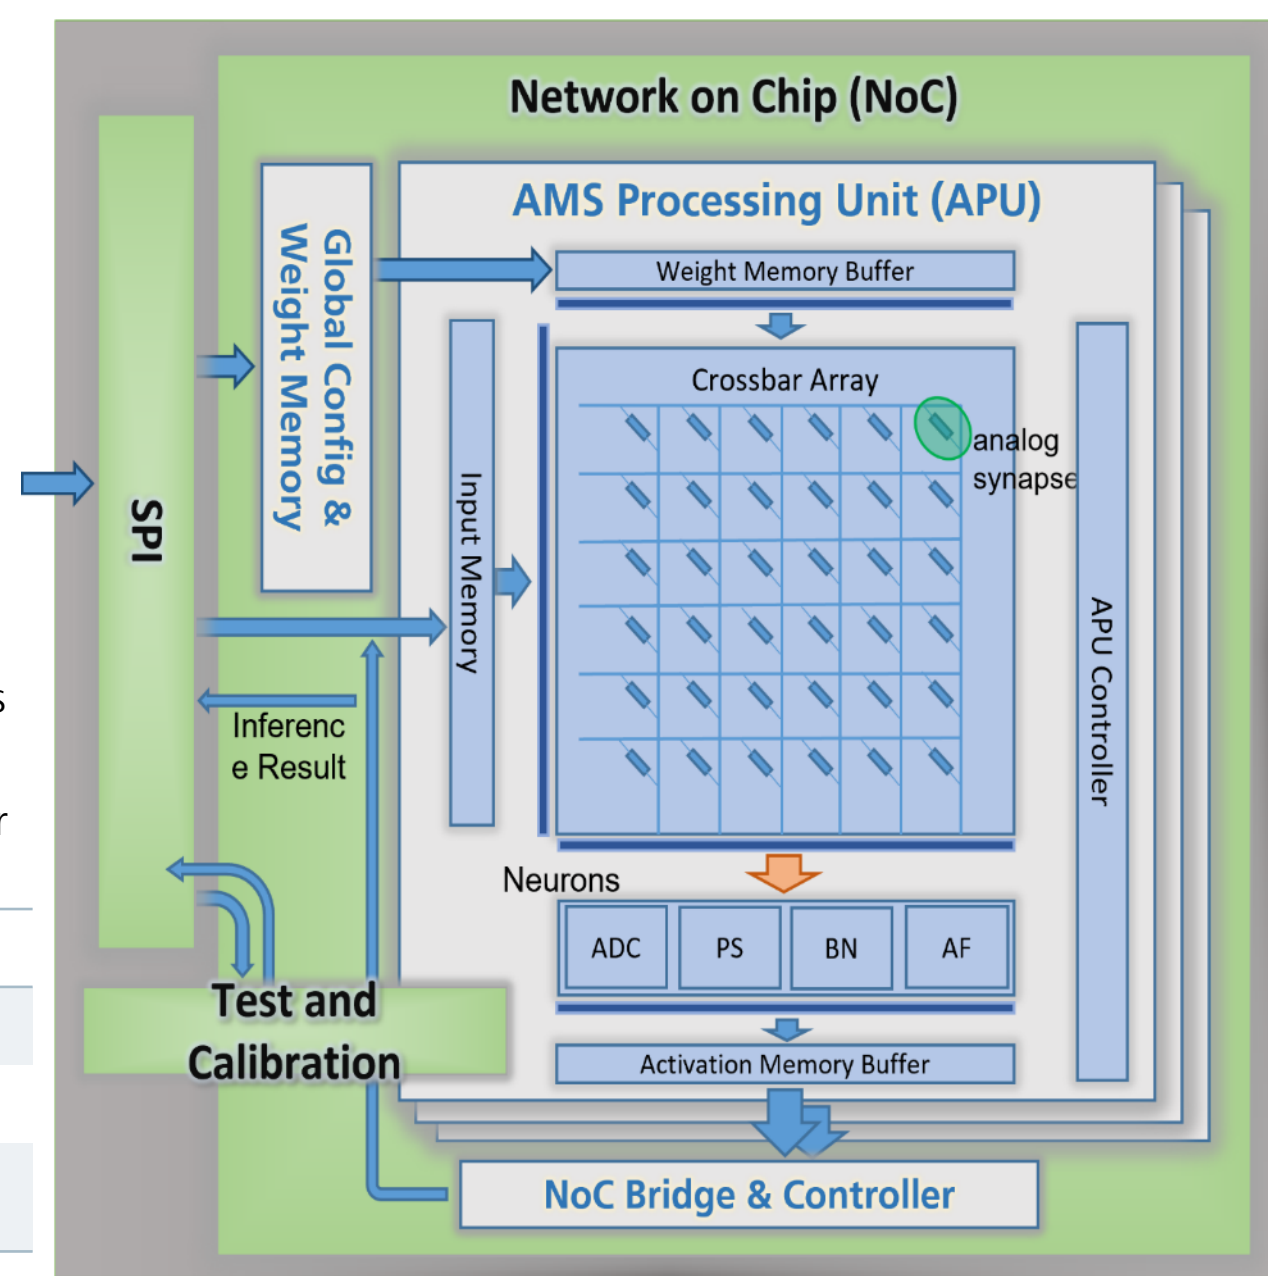 Network on Chip (NoC)
AMS Processing Unit (APU)
Global Config &
Weight Memory
Weight Memory Buffer
Crossbar Array
analog
synapse
SPI
Input Memory
APU Controller
s
Inferenc
e Result
r
Neurons
ADC
PS
BN
AF
Test and
Calibration
Activation Memory Buffer
NoC Bridge & Controller